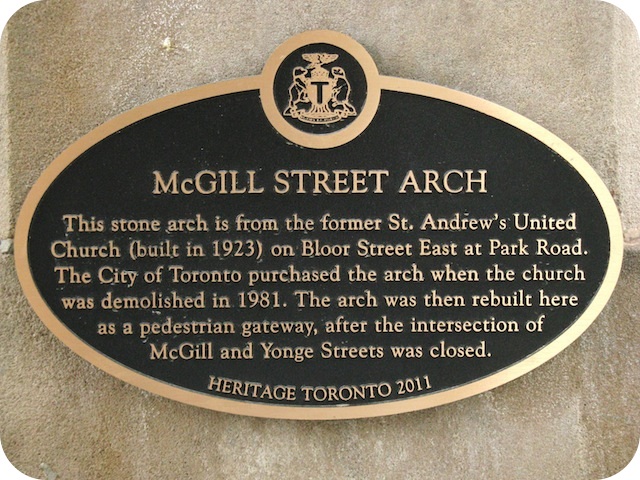 T
McGILL STREET ARCH
This stone arch is from the former St. Andrew's United
Church (built in 1923) on Bloor Street East at Park Road.
The City of Toronto purchased the arch when the church
was demolished in 1981. The arch was then rebuilt here
as a pedestrian gateway, after the intersection of
McGill and Yonge Streets was closed.
HERITAGE TORONTO 2011